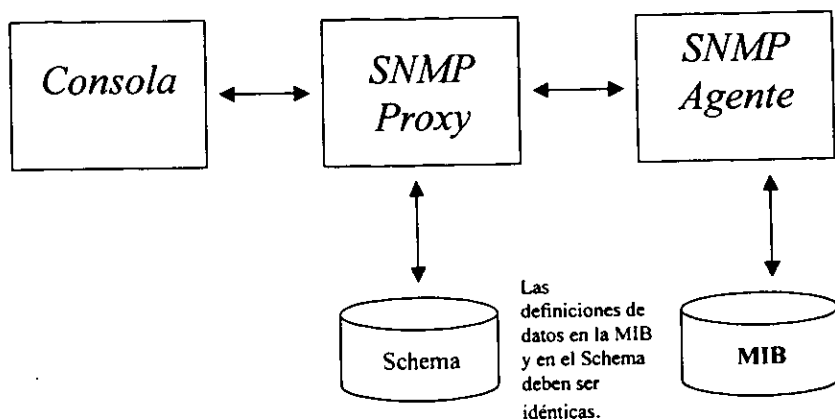 Consola
SNMP
Proxy
SNMP
Agente
Schema
Las
definiciones de
datos en la MIB
y en el Schema
deben ser
idénticas.
MIB